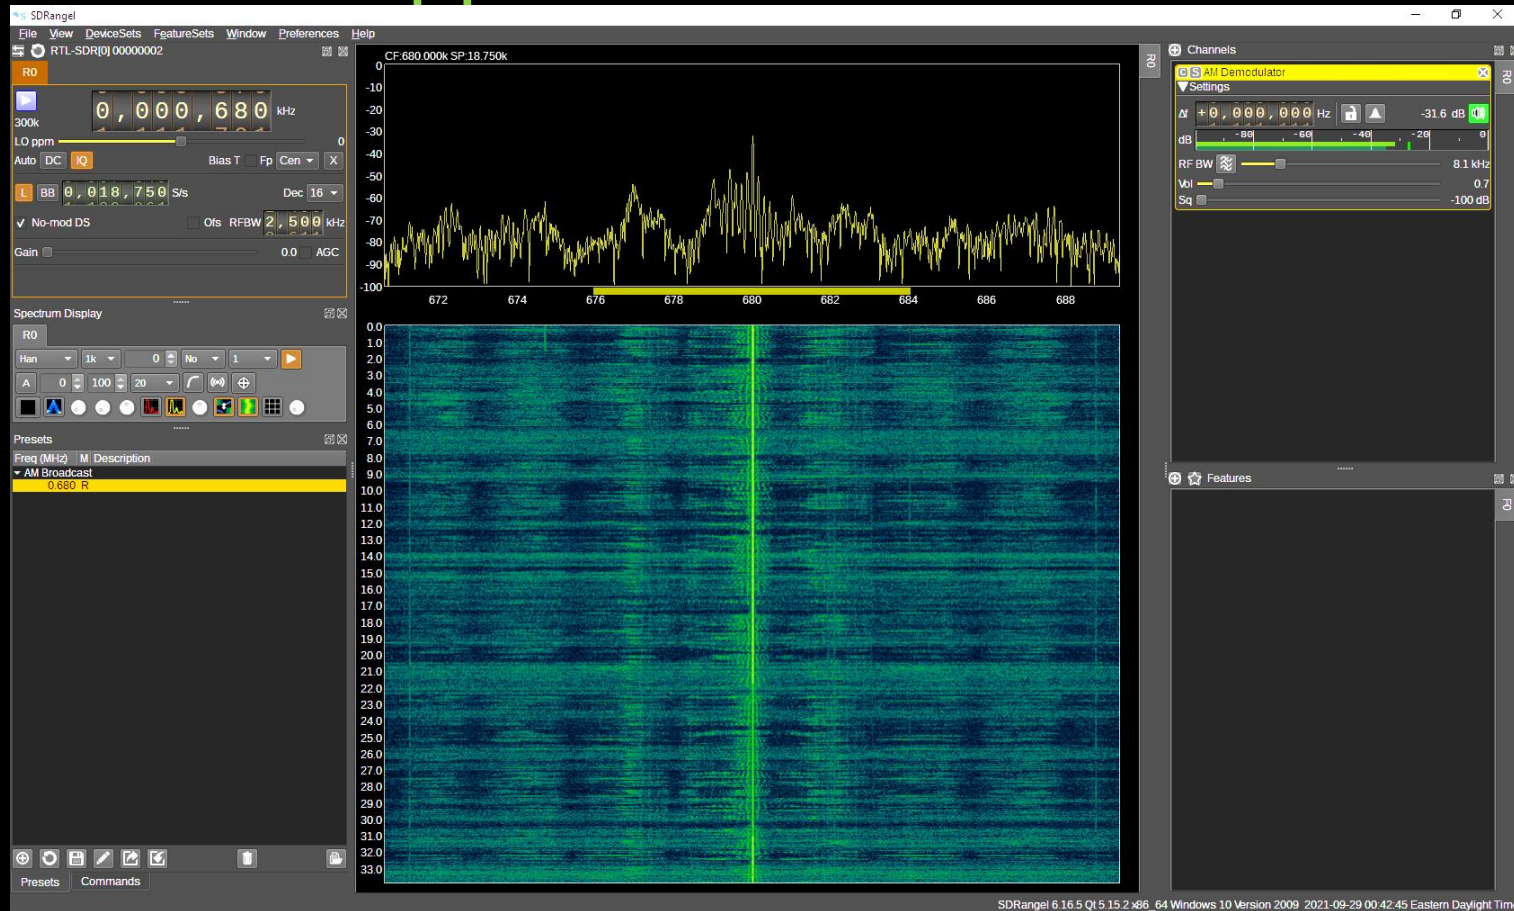 SDRangel
File View DeviceSets FeatureSets Window Preferences Help
RTL-SDR[0] 00000002
R0
300k
0,000,680 kHz
LO ppm 0
Auto DC IQ Bias T Fp Cen X
L BB 0,018,750 S/s Dec 16
No-mod DS Ofs RFBW 2,500 kHz
Gain 0.0 AGC
Spectrum Display
R0
Han 1k 0 No 1
A 0 100 20
Presets
Freq (MHz) M Description
AM Broadcast
0.680 R
Presets Commands
CF:680.000k SP:18.750k
0
-10
-20
-30
-40
-50
-60
-70
-80
-90
-100
672 674 676 678 680 682 684 686 688
0.0
1.0
2.0
3.0
4.0
5.0
6.0
7.0
8.0
9.0
10.0
11.0
12.0
13.0
14.0
15.0
16.0
17.0
18.0
19.0
20.0
21.0
22.0
23.0
24.0
25.0
26.0
27.0
28.0
29.0
30.0
31.0
32.0
33.0
R0
Channels
R0
C S AM Demodulator
Settings
Δf +0,000,000 Hz -31.6 dB
dB -80 -60 -40 -20 0
RF BW 8.1 kHz
Vol 0.7
Sq -100 dB
Features
F0
SDRangel 6.16.5 Qt 5.15.2 x86_64 Windows 10 Version 2009 2021-09-29 00:42:45 Eastern Daylight Time